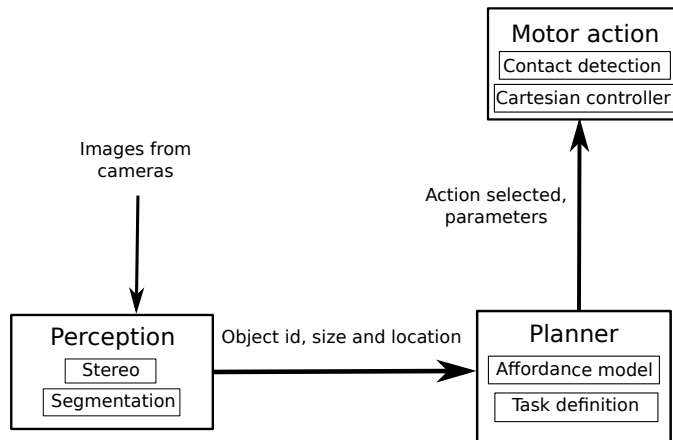 Motor action
Contact detection
Cartesian controller
Images from
cameras
Action selected,
parameters
Perception
Stereo
Segmentation
Object id, size and location
Planner
Affordance model
Task definition